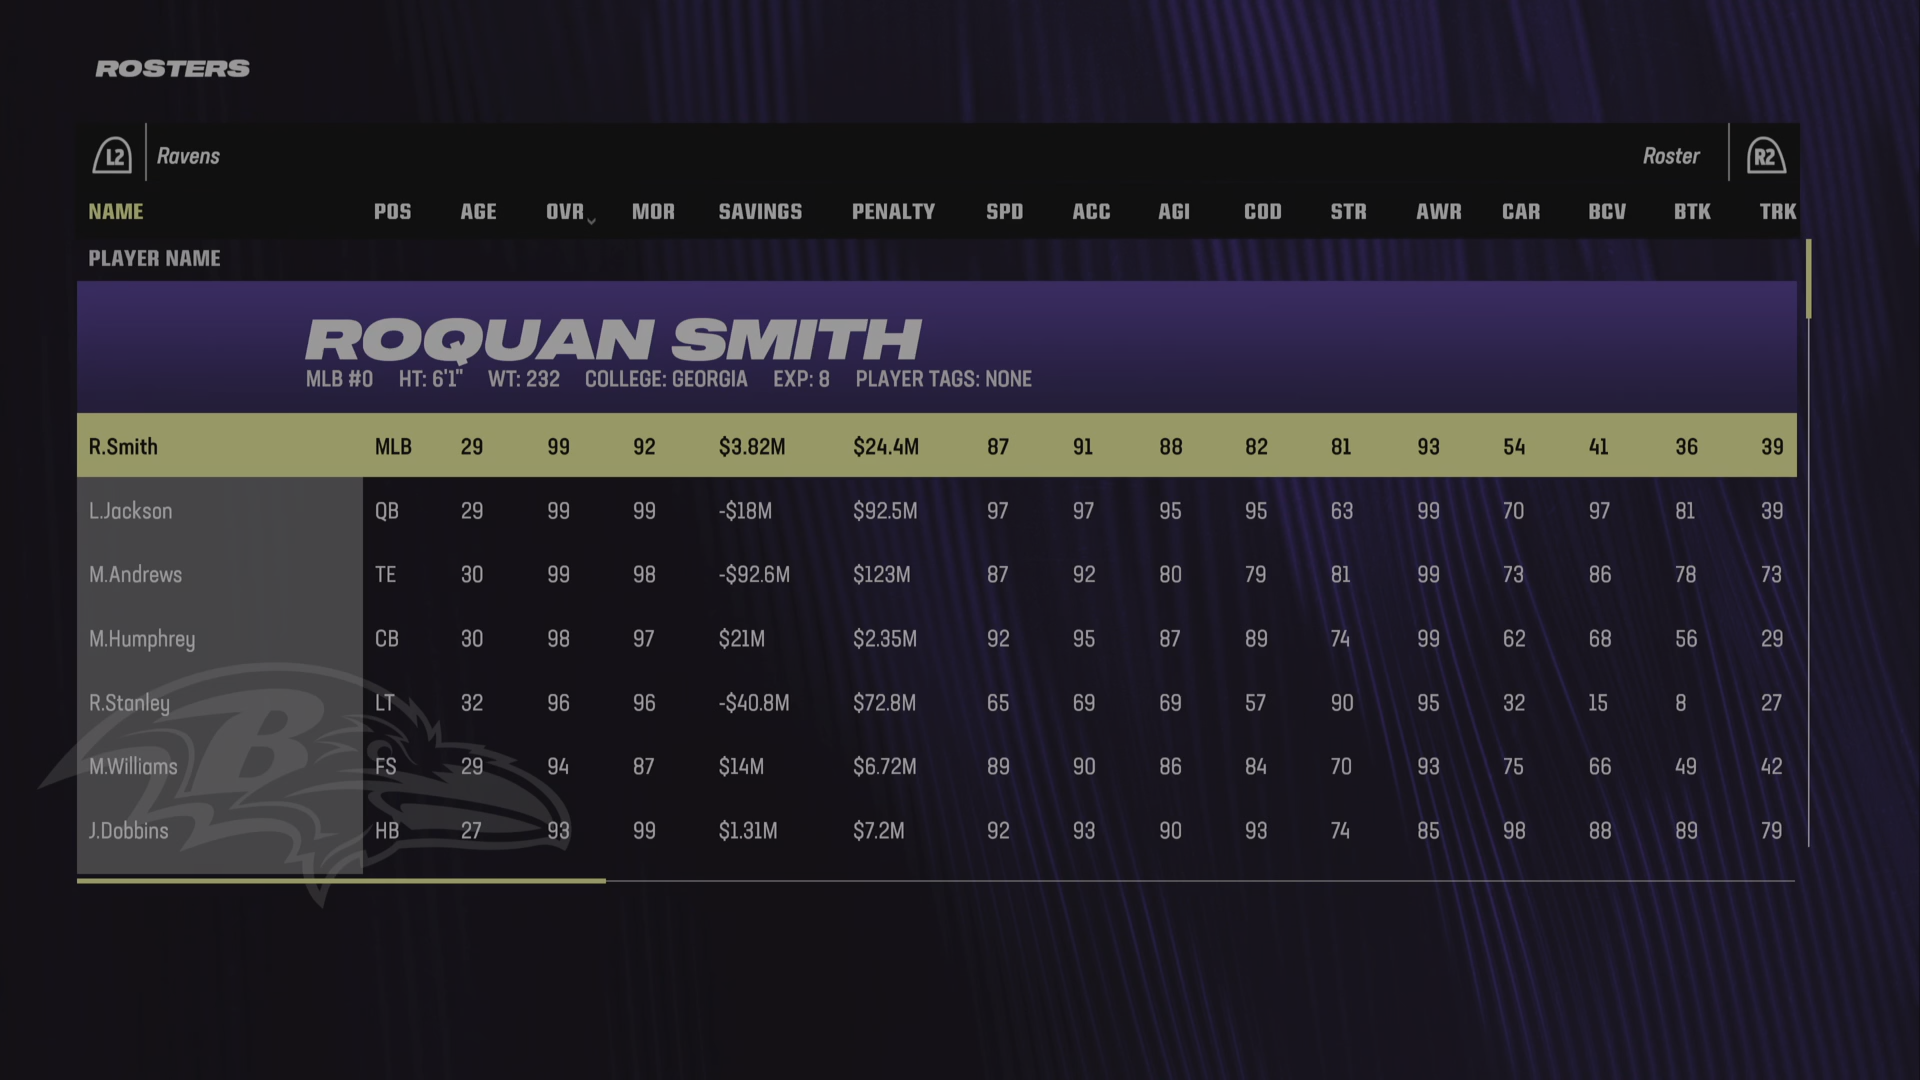 ROSTERS
L2 Ravens Roster R2
NAME POS AGE OVR MOR SAVINGS PENALTY SPD ACC AGI COD STR AWR CAR BCV BTK TRK
PLAYER NAME
ROQUAN SMITH
MLB #0 HT: 6'1" WT: 232 COLLEGE: GEORGIA EXP: 8 PLAYER TAGS: NONE
R.Smith MLB 29 99 92 $3.82M $24.4M 87 91 88 82 81 93 54 41 36 39
L.Jackson QB 29 99 99 -$18M $92.5M 97 97 95 95 63 99 70 97 81 39
M.Andrews TE 30 99 98 -$92.6M $123M 87 92 80 79 81 99 73 86 78 73
M.Humphrey CB 30 98 97 $21M $2.35M 92 95 87 89 74 99 62 68 56 29
R.Stanley LT 32 96 96 -$40.8M $72.8M 65 69 69 57 90 95 32 15 8 27
M.Williams FS 29 94 87 $14M $6.72M 89 90 86 84 70 93 75 66 49 42
J.Dobbins HB 27 93 99 $1.31M $7.2M 92 93 90 93 74 85 98 88 89 79
B